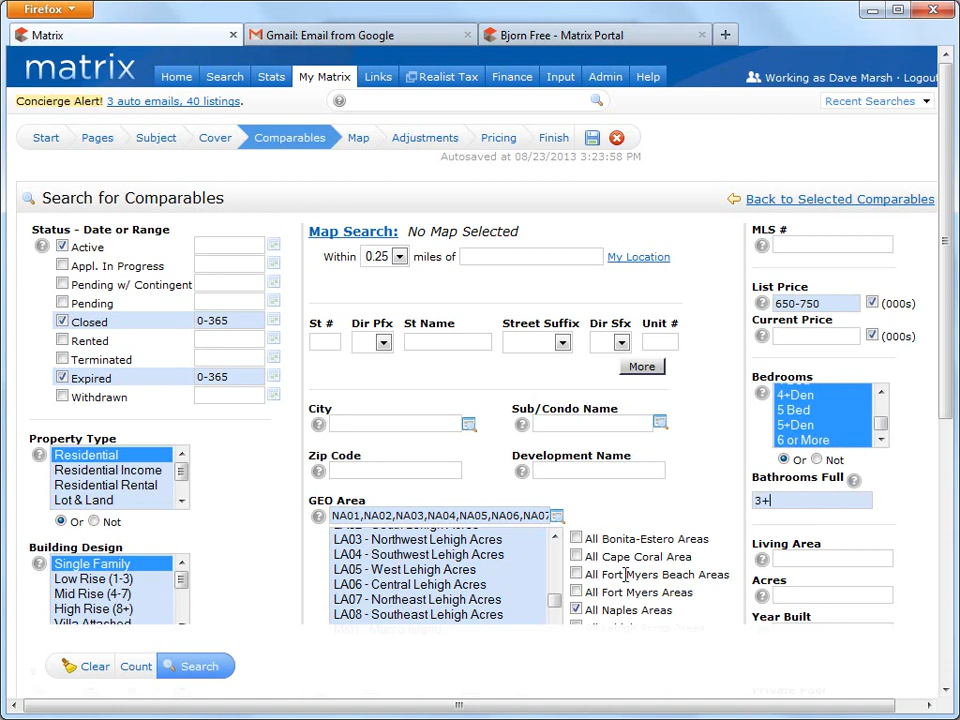 Firefox
Matrix
Gmail: Email from Google
Bjorn Free - Matrix Portal
matrix
Home
Search
Stats
My Matrix
Links
Realist Tax
Finance
Input
Admin
Help
Working as Dave Marsh · Logout
Concierge Alert! 3 auto emails, 40 listings.
Recent Searches
Start
Pages
Subject
Cover
Comparables
Map
Adjustments
Pricing
Finish
Autosaved at 08/23/2013 3:23:58 PM
Search for Comparables
Back to Selected Comparables
Status - Date or Range
Active
Appl. In Progress
Pending w/ Contingent
Pending
Closed 0-365
Rented
Terminated
Expired 0-365
Withdrawn
Property Type
Residential
Residential Income
Residential Rental
Lot & Land
Or Not
Building Design
Single Family
Low Rise (1-3)
Mid Rise (4-7)
High Rise (8+)
Villa Attached
Map Search: No Map Selected
Within 0.25 miles of My Location
St # Dir Pfx St Name Street Suffix Dir Sfx Unit #
More
City
Sub/Condo Name
Zip Code
Development Name
GEO Area
NA01,NA02,NA03,NA04,NA05,NA06,NA07
LA03 - Northwest Lehigh Acres
LA04 - Southwest Lehigh Acres
LA05 - West Lehigh Acres
LA06 - Central Lehigh Acres
LA07 - Northeast Lehigh Acres
LA08 - Southeast Lehigh Acres
All Bonita-Estero Areas
All Cape Coral Area
All Fort Myers Beach Areas
All Fort Myers Areas
All Naples Areas
MLS #
List Price
650-750 (000s)
Current Price
(000s)
Bedrooms
4+Den
5 Bed
5+Den
6 or More
Or Not
Bathrooms Full
3+
Living Area
Acres
Year Built
Clear
Count
Search